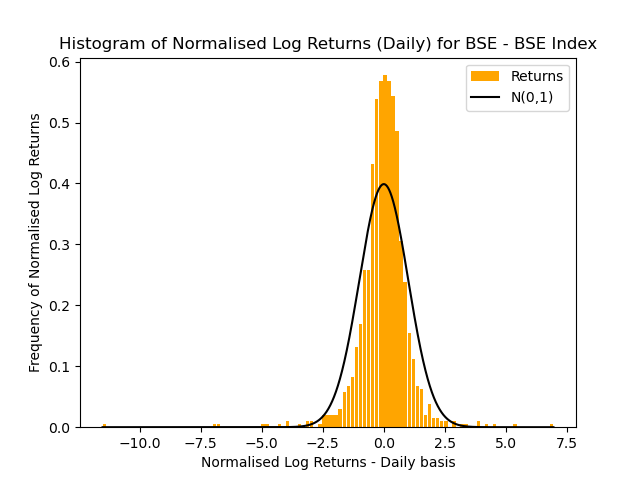 Histogram of Normalised Log Returns (Daily) for BSE - BSE Index
Returns
N(0,1)
Frequency of Normalised Log Returns
0.6
0.5
0.4
0.3
0.2
0.1
0.0
−10.0 −7.5 −5.0 −2.5 0.0 2.5 5.0 7.5
Normalised Log Returns - Daily basis